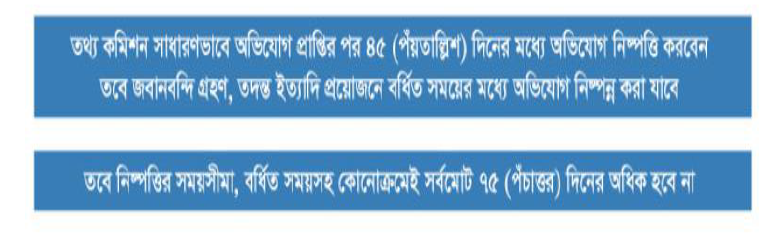 তথ্য কমিশন সাধারণভাবে অভিযোগ প্রাপ্তির পর ৪৫ (পঁয়তাল্লিশ) দিনের মধ্যে অভিযোগ নিষ্পত্তি করবেন
তবে জবানবন্দি গ্রহণ, তদন্ত ইত্যাদি প্রয়োজনে বর্ধিত সময়ের মধ্যে অভিযোগ নিষ্পন্ন করা যাবে
তবে নিষ্পত্তির সময়সীমা, বর্ধিত সময়সহ কোনোক্রমেই সর্বমোট ৭৫ (পঁচাত্তর) দিনের অধিক হবে না